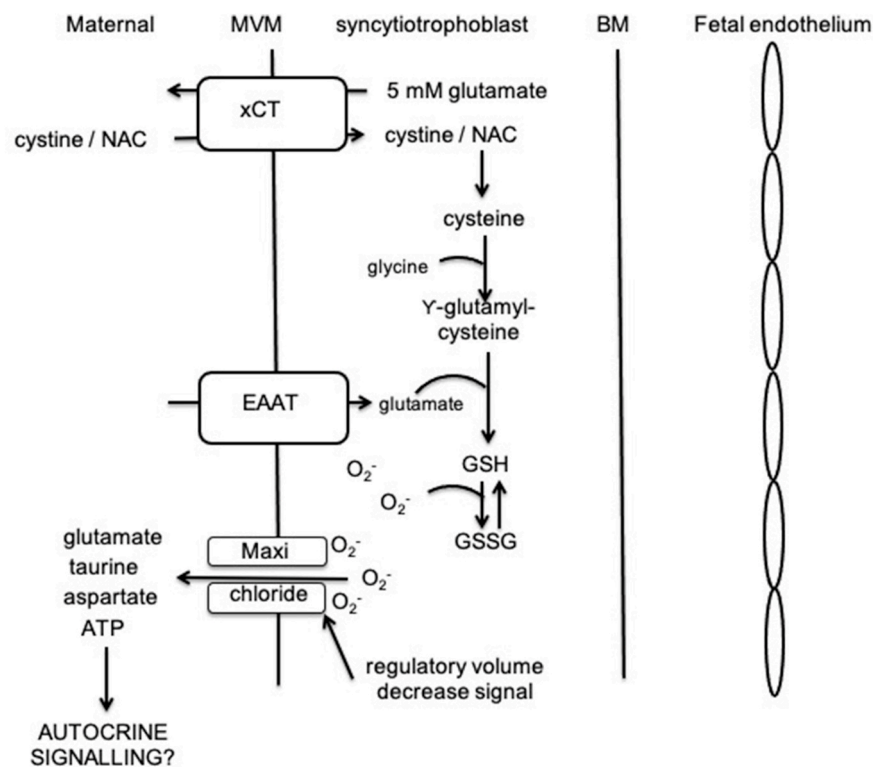 Maternal
MVM
syncytiotrophoblast
BM
Fetal endothelium
xCT
5 mM glutamate
cystine / NAC
cystine / NAC
cysteine
glycine
ϒ-glutamyl-
cysteine
EAAT
glutamate
O₂⁻
GSH
O₂⁻
GSSG
glutamate
taurine
aspartate
ATP
Maxi
O₂⁻
O₂⁻
chloride
O₂⁻
regulatory volume
decrease signal
AUTOCRINE
SIGNALLING?